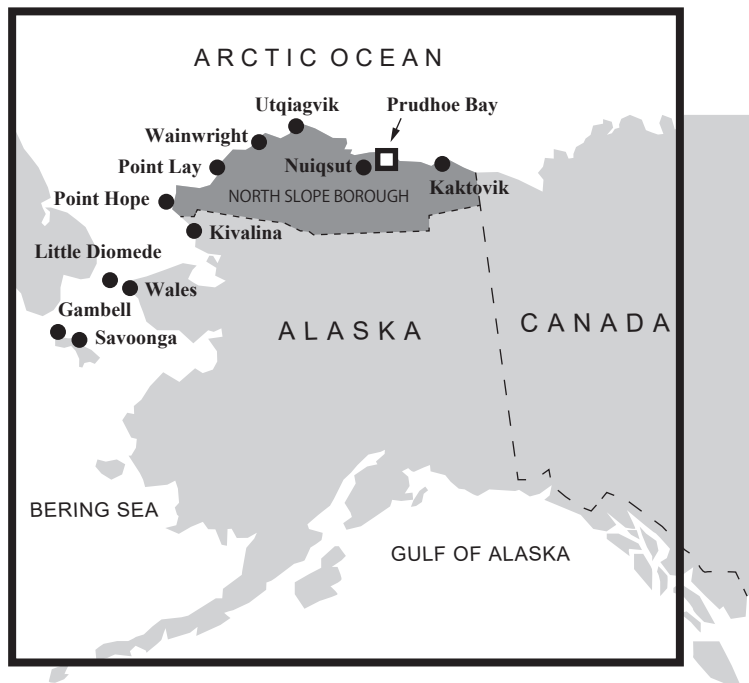 ARCTIC OCEAN
Utqiagvik
Prudhoe Bay
Wainwright
Point Lay
Nuiqsut
Kaktovik
Point Hope
NORTH SLOPE BOROUGH
Kivalina
Little Diomede
Wales
Gambell
Savoonga
ALASKA
CANADA
BERING SEA
GULF OF ALASKA